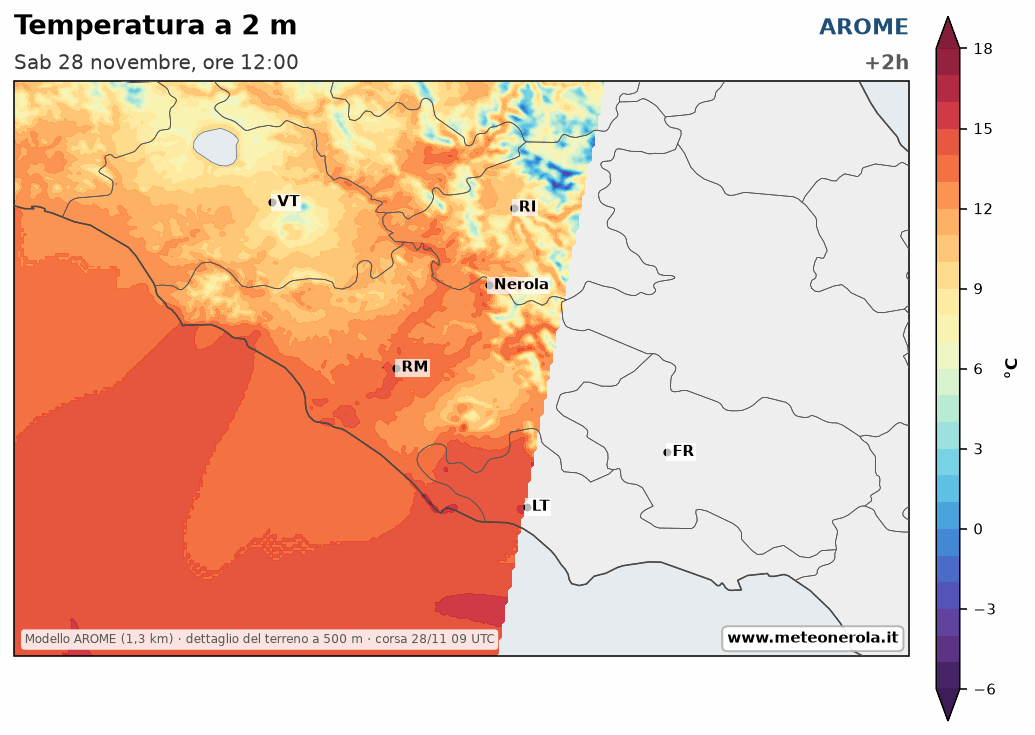 Temperatura a 2 m
AROME
Sab 28 novembre, ore 12:00
+2h
VT
RI
Nerola
RM
FR
LT
Modello AROME (1,3 km) · dettaglio del terreno a 500 m · corsa 28/11 09 UTC
www.meteonerola.it
18
15
12
9
6
3
0
−3
−6
°C